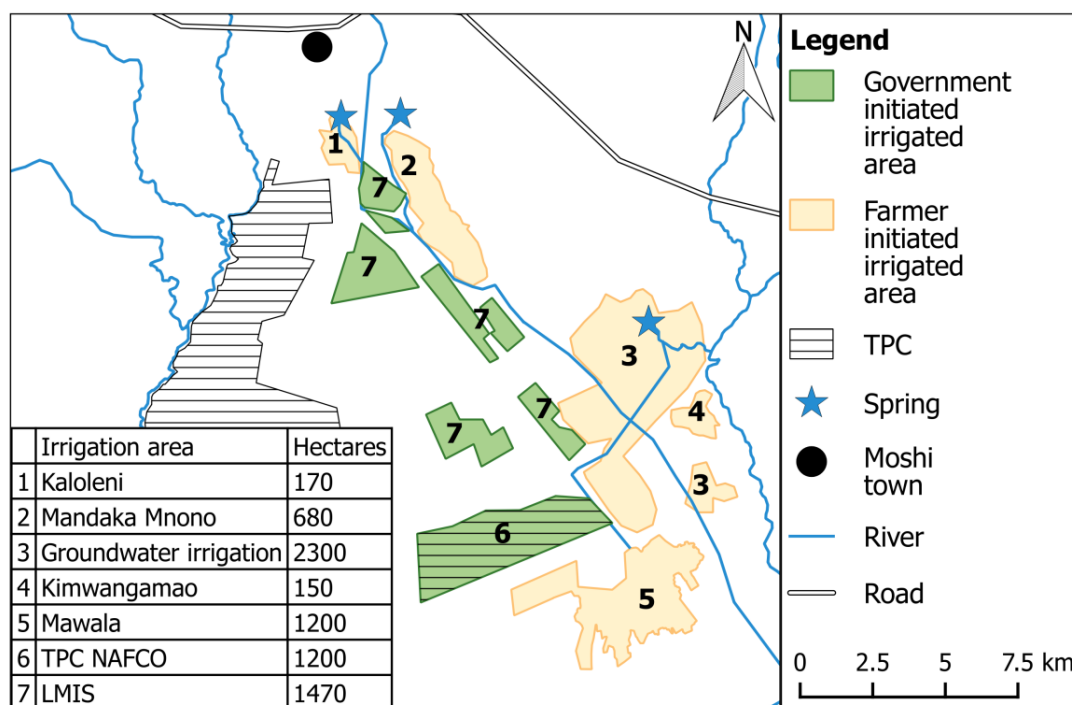 N
1
2
7
7
7
3
4
7
7
3
6
5
Irrigation area Hectares
1 Kaloleni 170
2 Mandaka Mnono 680
3 Groundwater irrigation 2300
4 Kimwangamao 150
5 Mawala 1200
6 TPC NAFCO 1200
7 LMIS 1470
Legend
Government
initiated
irrigated
area
Farmer
initiated
irrigated
area
TPC
Spring
Moshi
town
River
Road
0 2.5 5 7.5 km